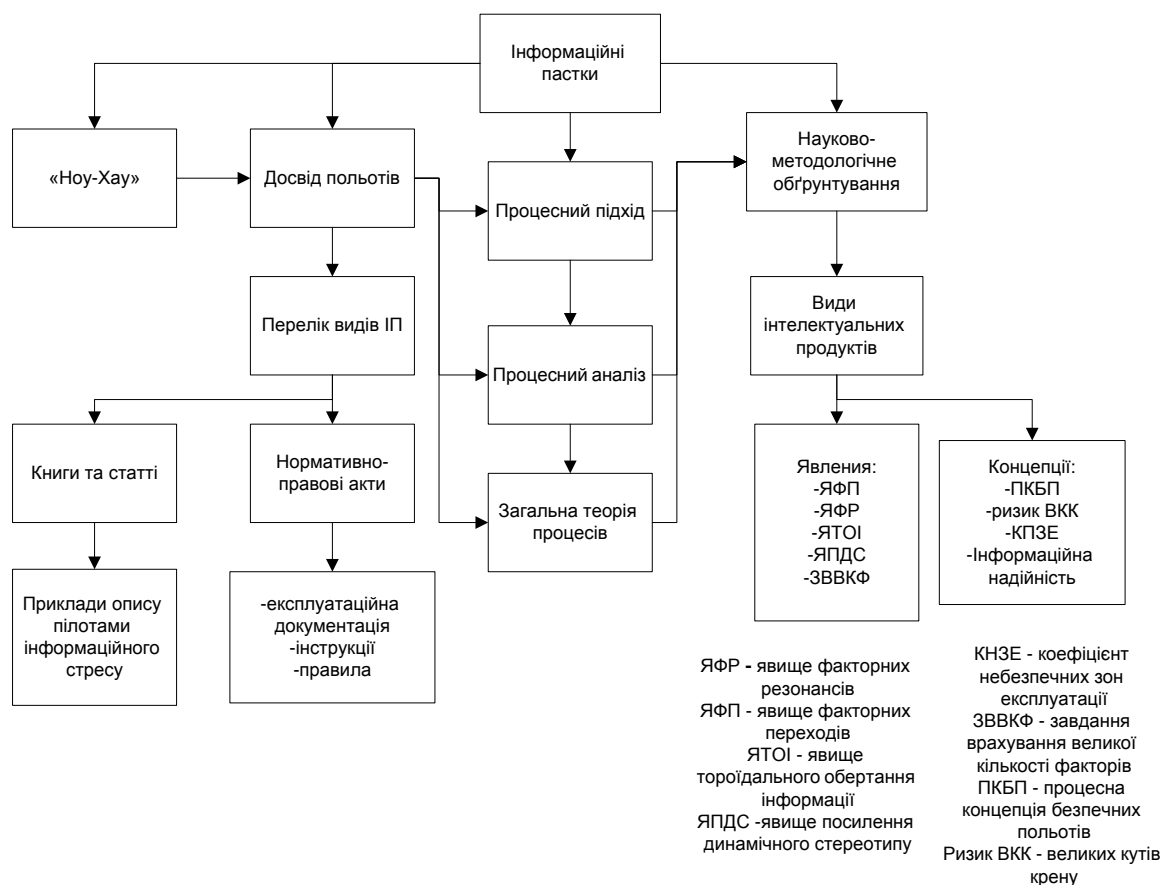 Інформаційні
пастки
«Ноу-Хау»
Досвід польотів
Процесний підхід
Науково-
методологічне
обґрунтування
Перелік видів ІП
Процесний аналіз
Види
інтелектуальних
продуктів
Книги та статті
Нормативно-
правові акти
Загальна теорія
процесів
Явления:
-ЯФП
-ЯФР
-ЯТОІ
-ЯПДС
-ЗВВКФ
Концепції:
-ПКБП
-ризик ВКК
-КПЗЕ
-Інформаційна
надійність
Приклади опису
пілотами
інформаційного
стресу
-експлуатаційна
документація
-інструкції
-правила
ЯФР - явище факторних
резонансів
ЯФП - явище факторних
переходів
ЯТОІ - явище
тороїдального обертання
інформації
ЯПДС -явище посилення
динамічного стереотипу
КНЗЕ - коефіцієнт
небезпечних зон
експлуатації
ЗВВКФ - завдання
врахування великої
кількості факторів
ПКБП - процесна
концепція безпечних
польотів
Ризик ВКК - великих кутів
крену